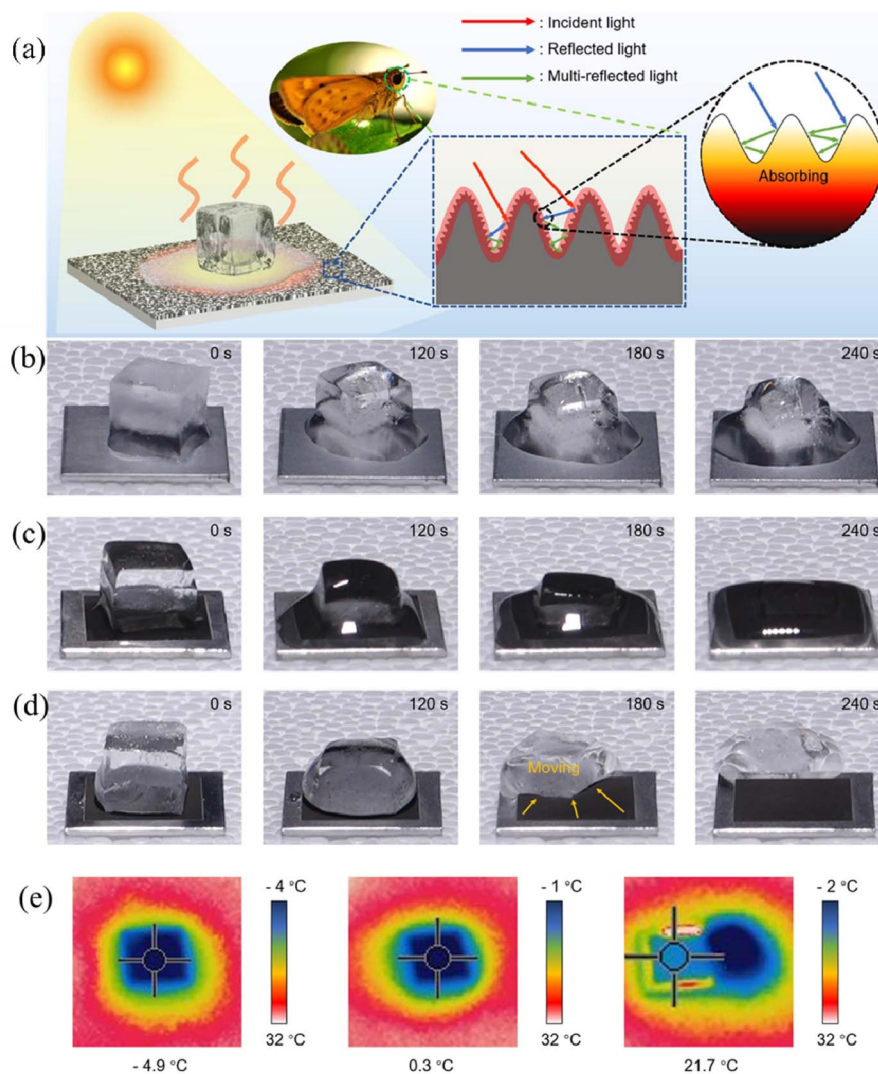 (a)
: Incident light
: Reflected light
: Multi-reflected light
Absorbing
(b)
0 s
120 s
180 s
240 s
(c)
0 s
120 s
180 s
240 s
(d)
0 s
120 s
180 s
240 s
Moving
(e)
- 4 °C
- 1 °C
- 2 °C
32 °C
32 °C
32 °C
- 4.9 °C
0.3 °C
21.7 °C